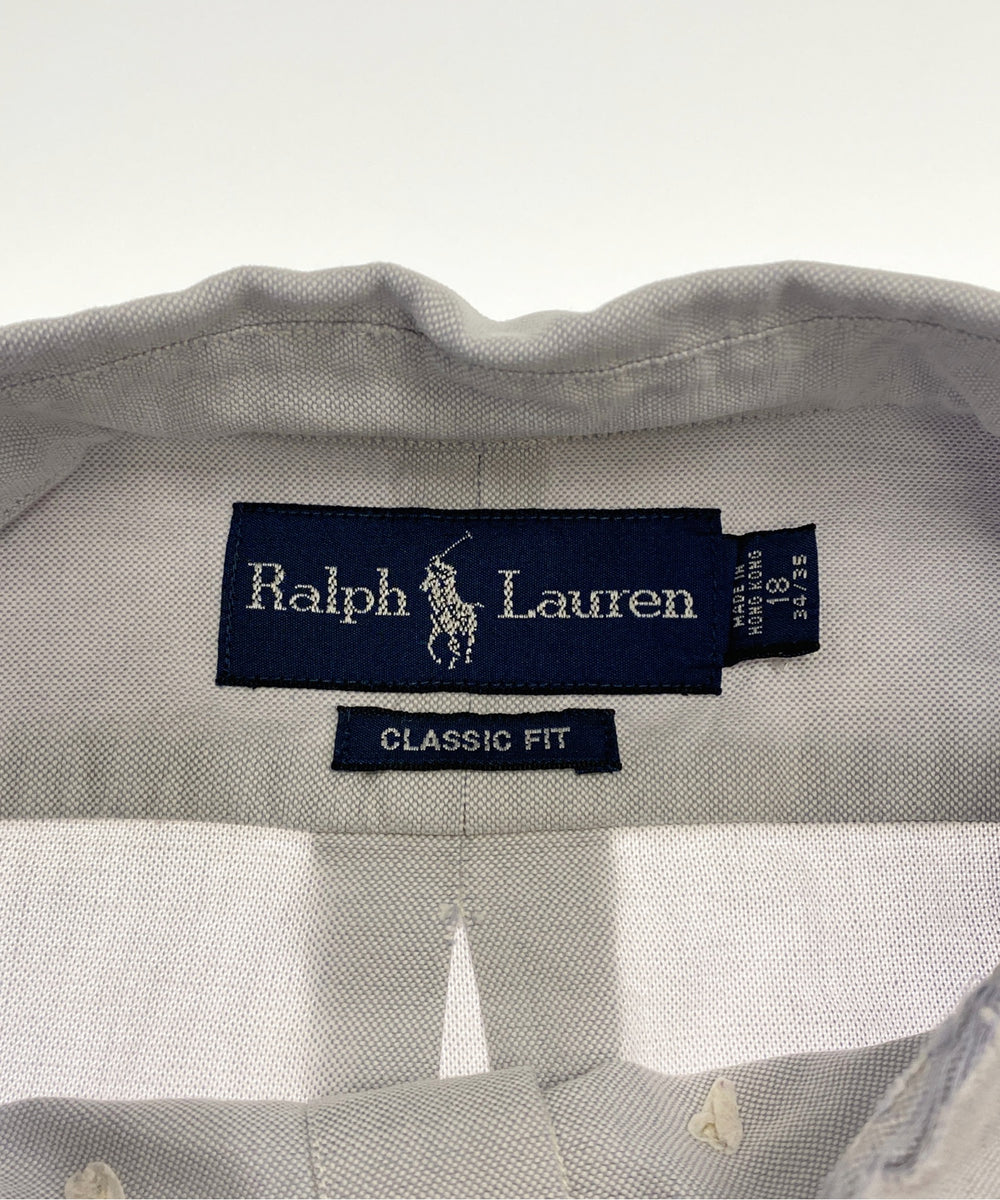 Ralph Lauren
MADE IN
HONG KONG
18
34/35
CLASSIC FIT